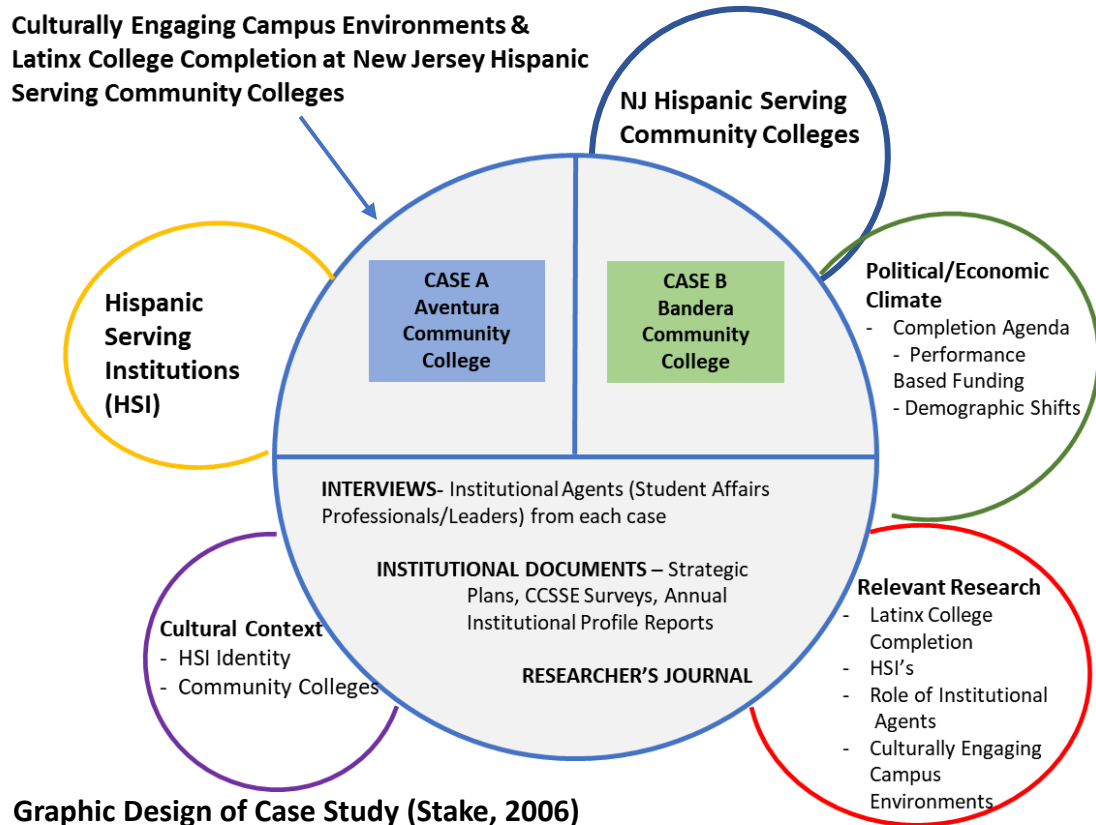 Culturally Engaging Campus Environments &
Latinx College Completion at New Jersey Hispanic
Serving Community Colleges
NJ Hispanic Serving
Community Colleges
Hispanic
Serving
Institutions
(HSI)
CASE A
Aventura
Community
College
CASE B
Bandera
Community
College
Political/Economic
Climate
- Completion Agenda
- Performance
Based Funding
- Demographic Shifts
INTERVIEWS- Institutional Agents (Student Affairs
Professionals/Leaders) from each case
INSTITUTIONAL DOCUMENTS – Strategic
Plans, CCSSE Surveys, Annual
Institutional Profile Reports
RESEARCHER’S JOURNAL
Cultural Context
- HSI Identity
- Community Colleges
Relevant Research
- Latinx College
Completion
- HSI’s
- Role of Institutional
Agents
- Culturally Engaging
Campus
Environments
Graphic Design of Case Study (Stake, 2006)